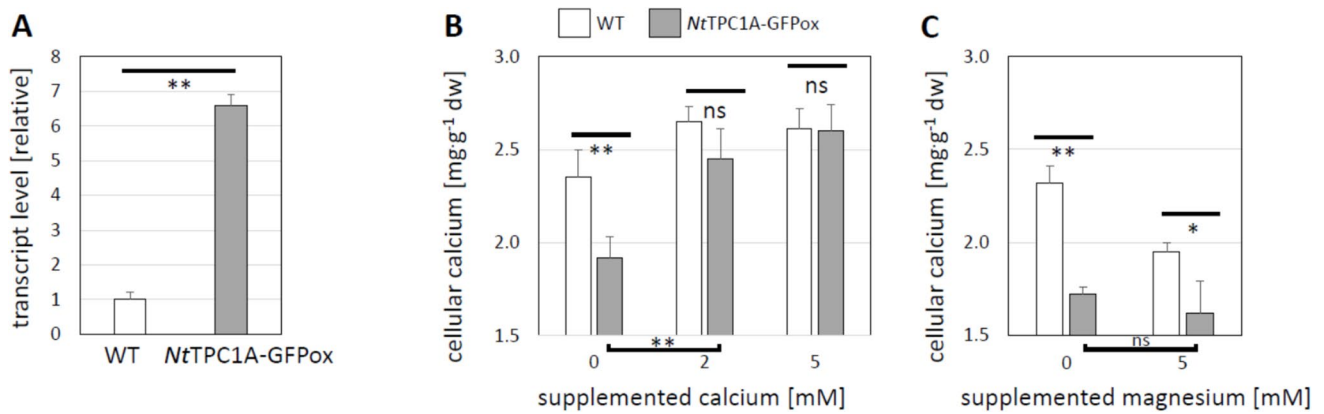 A
transcript level [relative]
8
7
6
5
4
3
2
1
0
**
WT
NtTPC1A-GFPox
B
WT
NtTPC1A-GFPox
cellular calcium [mg·g-1 dw]
3.0
2.5
2.0
1.5
**
ns
ns
**
0
2
5
supplemented calcium [mM]
C
cellular calcium [mg·g-1 dw]
3.0
2.5
2.0
1.5
**
*
ns
0
5
supplemented magnesium [mM]